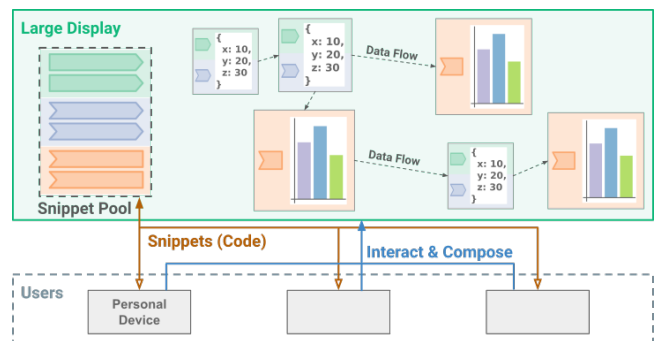 Large Display
{
x: 10,
y: 20,
z: 30
}
{
x: 10,
y: 20,
z: 30
}
Data Flow
Data Flow
{
x: 10,
y: 20,
z: 30
}
Snippet Pool
Snippets (Code)
Interact & Compose
Users
Personal
Device